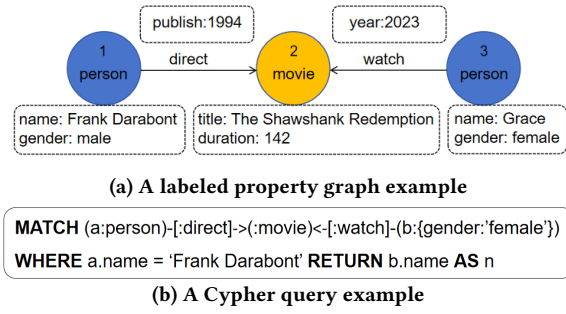 publish:1994
year:2023
1
person
direct
2
movie
watch
3
person
name: Frank Darabont
gender: male
title: The Shawshank Redemption
duration: 142
name: Grace
gender: female
(a) A labeled property graph example
MATCH (a:person)-[:direct]->(:movie)<-[:watch]-(b:{gender:'female'})
WHERE a.name = 'Frank Darabont' RETURN b.name AS n
(b) A Cypher query example